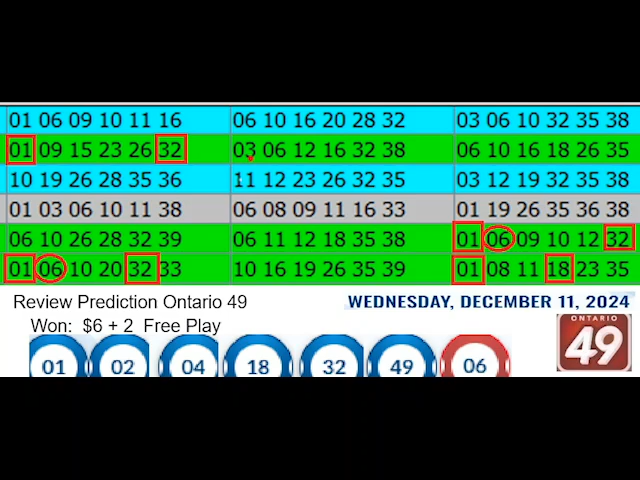 01 06 09 10 11 16 06 10 16 20 28 32 03 06 10 32 35 38
01 09 15 23 26 32 03 06 12 16 32 38 06 10 16 18 26 35
10 19 26 28 35 36 11 12 23 26 32 35 03 12 19 32 35 38
01 03 06 10 11 38 06 08 09 11 16 33 01 19 26 35 36 38
06 10 26 28 32 39 06 11 12 18 35 38 01 06 09 10 12 32
01 06 10 20 32 33 10 16 26 35 39 01 08 11 18 23 35
Review Prediction Ontario 49 WEDNESDAY, DECEMBER 11, 2024
Won: $6 + 2 Free Play
ONTARIO
49
01 02 04 18 32 49 06